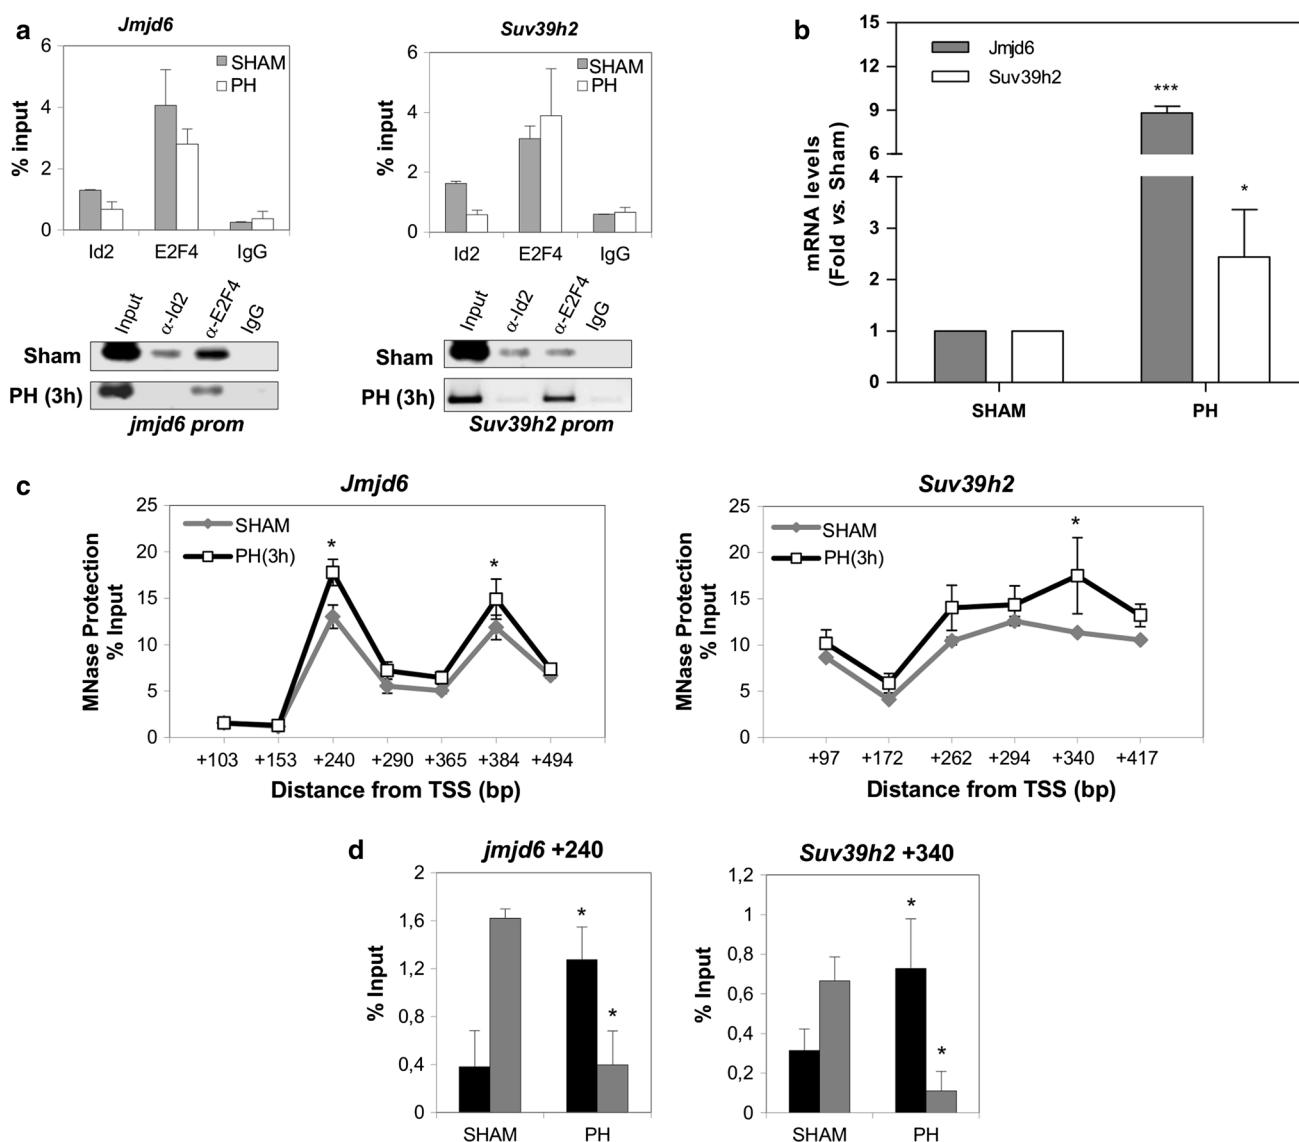 a
Jmjd6
6
4
2
0
% input
SHAM
PH
Id2 E2F4 IgG
Input α-Id2 α-E2F4 IgG
Sham
PH (3h)
jmjd6 prom
Suv39h2
6
4
2
0
% input
SHAM
PH
Id2 E2F4 IgG
Input α-Id2 α-E2F4 IgG
Sham
PH (3h)
Suv39h2 prom
b
15
12
9
6
4
3
2
1
0
mRNA levels
(Fold vs. Sham)
Jmjd6
Suv39h2
***
*
SHAM PH
c
Jmjd6
25
20
15
10
5
0
MNase Protection
% Input
SHAM
PH(3h)
* *
+103 +153 +240 +290 +365 +384 +494
Distance from TSS (bp)
Suv39h2
25
20
15
10
5
0
MNase Protection
% Input
SHAM
PH(3h)
*
+97 +172 +262 +294 +340 +417
Distance from TSS (bp)
d
jmjd6 +240
2
1,6
1,2
0,8
0,4
0
% Input
*
*
SHAM PH
Suv39h2 +340
1,2
1
0,8
0,6
0,4
0,2
0
% Input
*
*
SHAM PH